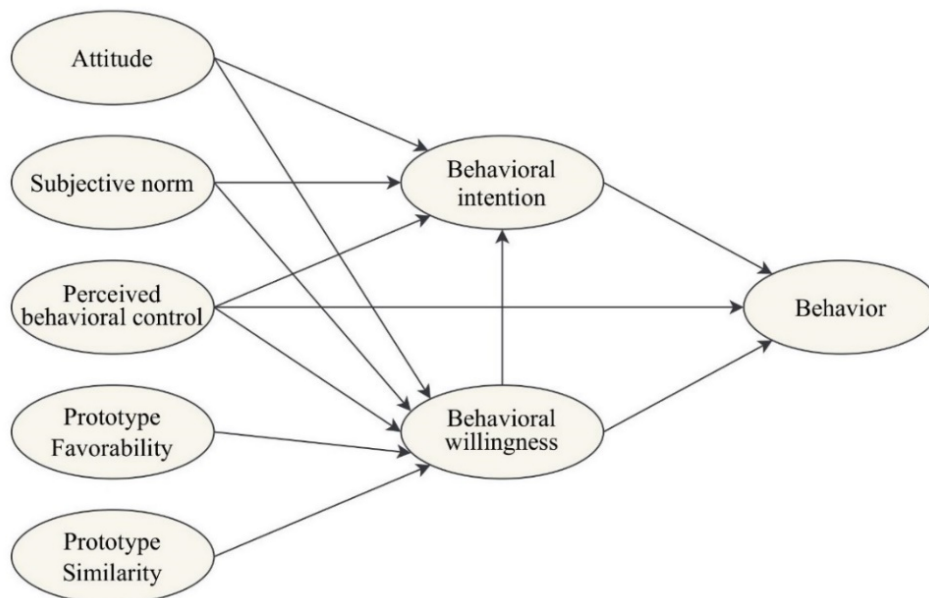 Attitude
Subjective norm
Perceived
behavioral control
Prototype
Favorability
Prototype
Similarity
Behavioral
intention
Behavioral
willingness
Behavior